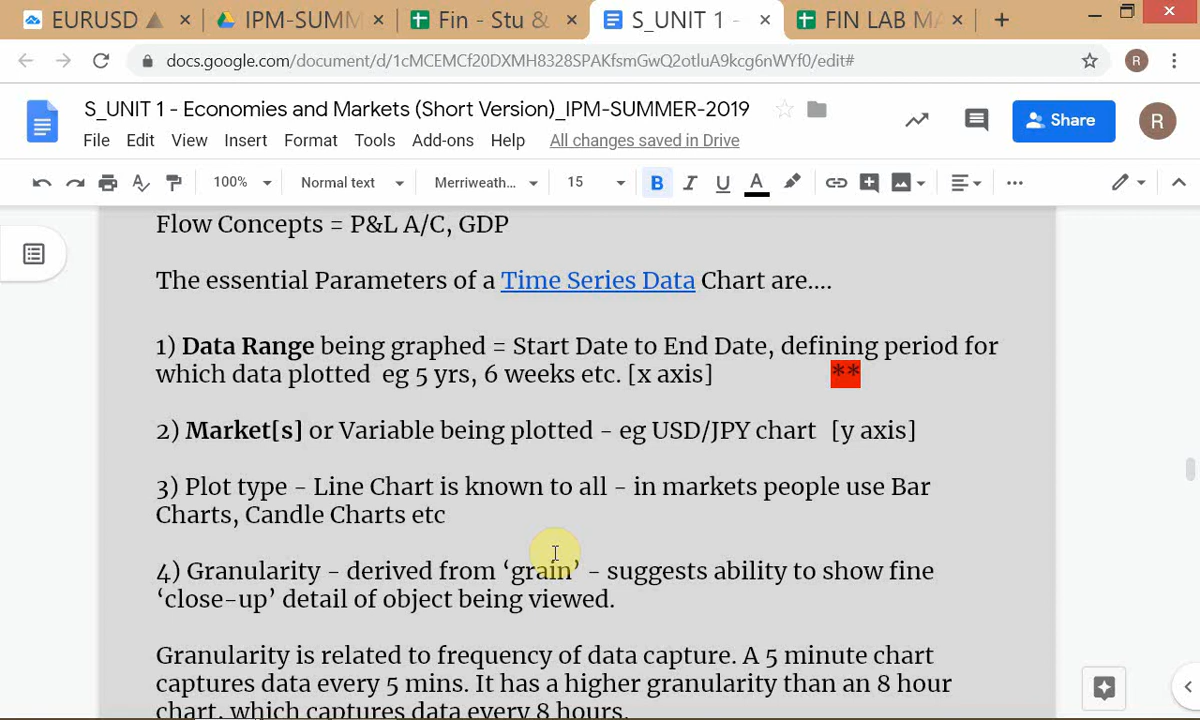 EURUSD
IPM-SUMM
Fin - Stu &
S_UNIT 1 -
FIN LAB MA
docs.google.com/document/d/1cMCEMCf20DXMH8328SPAKfsmGwQ2otluA9kcg6nWYf0/edit#
R
S_UNIT 1 - Economies and Markets (Short Version)_IPM-SUMMER-2019
File Edit View Insert Format Tools Add-ons Help All changes saved in Drive
Share
R
100% Normal text Merriweath... 15 B I U A
Flow Concepts = P&L A/C, GDP
The essential Parameters of a Time Series Data Chart are....
1) Data Range being graphed = Start Date to End Date, defining period for
which data plotted eg 5 yrs, 6 weeks etc. [x axis] **
2) Market[s] or Variable being plotted - eg USD/JPY chart [y axis]
3) Plot type - Line Chart is known to all - in markets people use Bar
Charts, Candle Charts etc
4) Granularity - derived from ‘grain’ - suggests ability to show fine
‘close-up’ detail of object being viewed.
Granularity is related to frequency of data capture. A 5 minute chart
captures data every 5 mins. It has a higher granularity than an 8 hour
chart, which captures data every 8 hours.